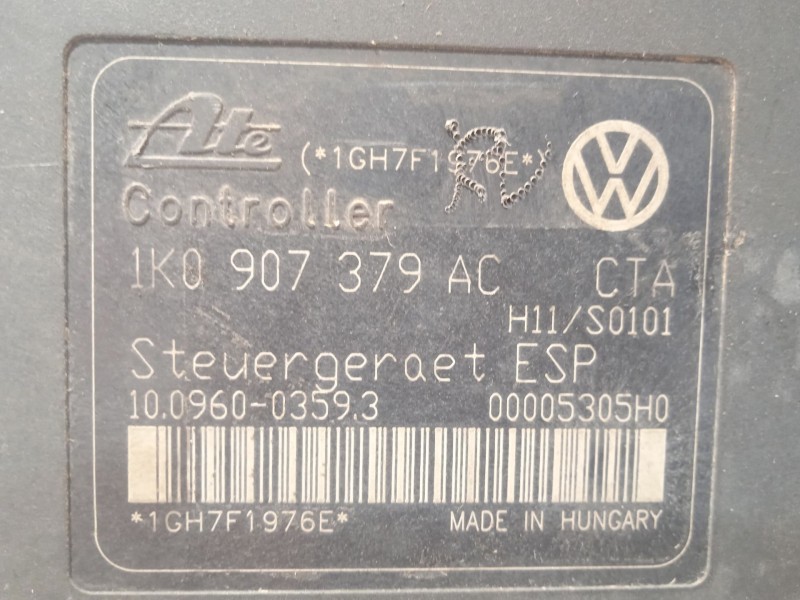 Ate
(*1GH7F1976E*)
Controller
1K0 907 379 AC CTA
H11/S0101
Steuergeraet ESP
10.0960-0359.3 00005305H0
*1GH7F1976E* MADE IN HUNGARY